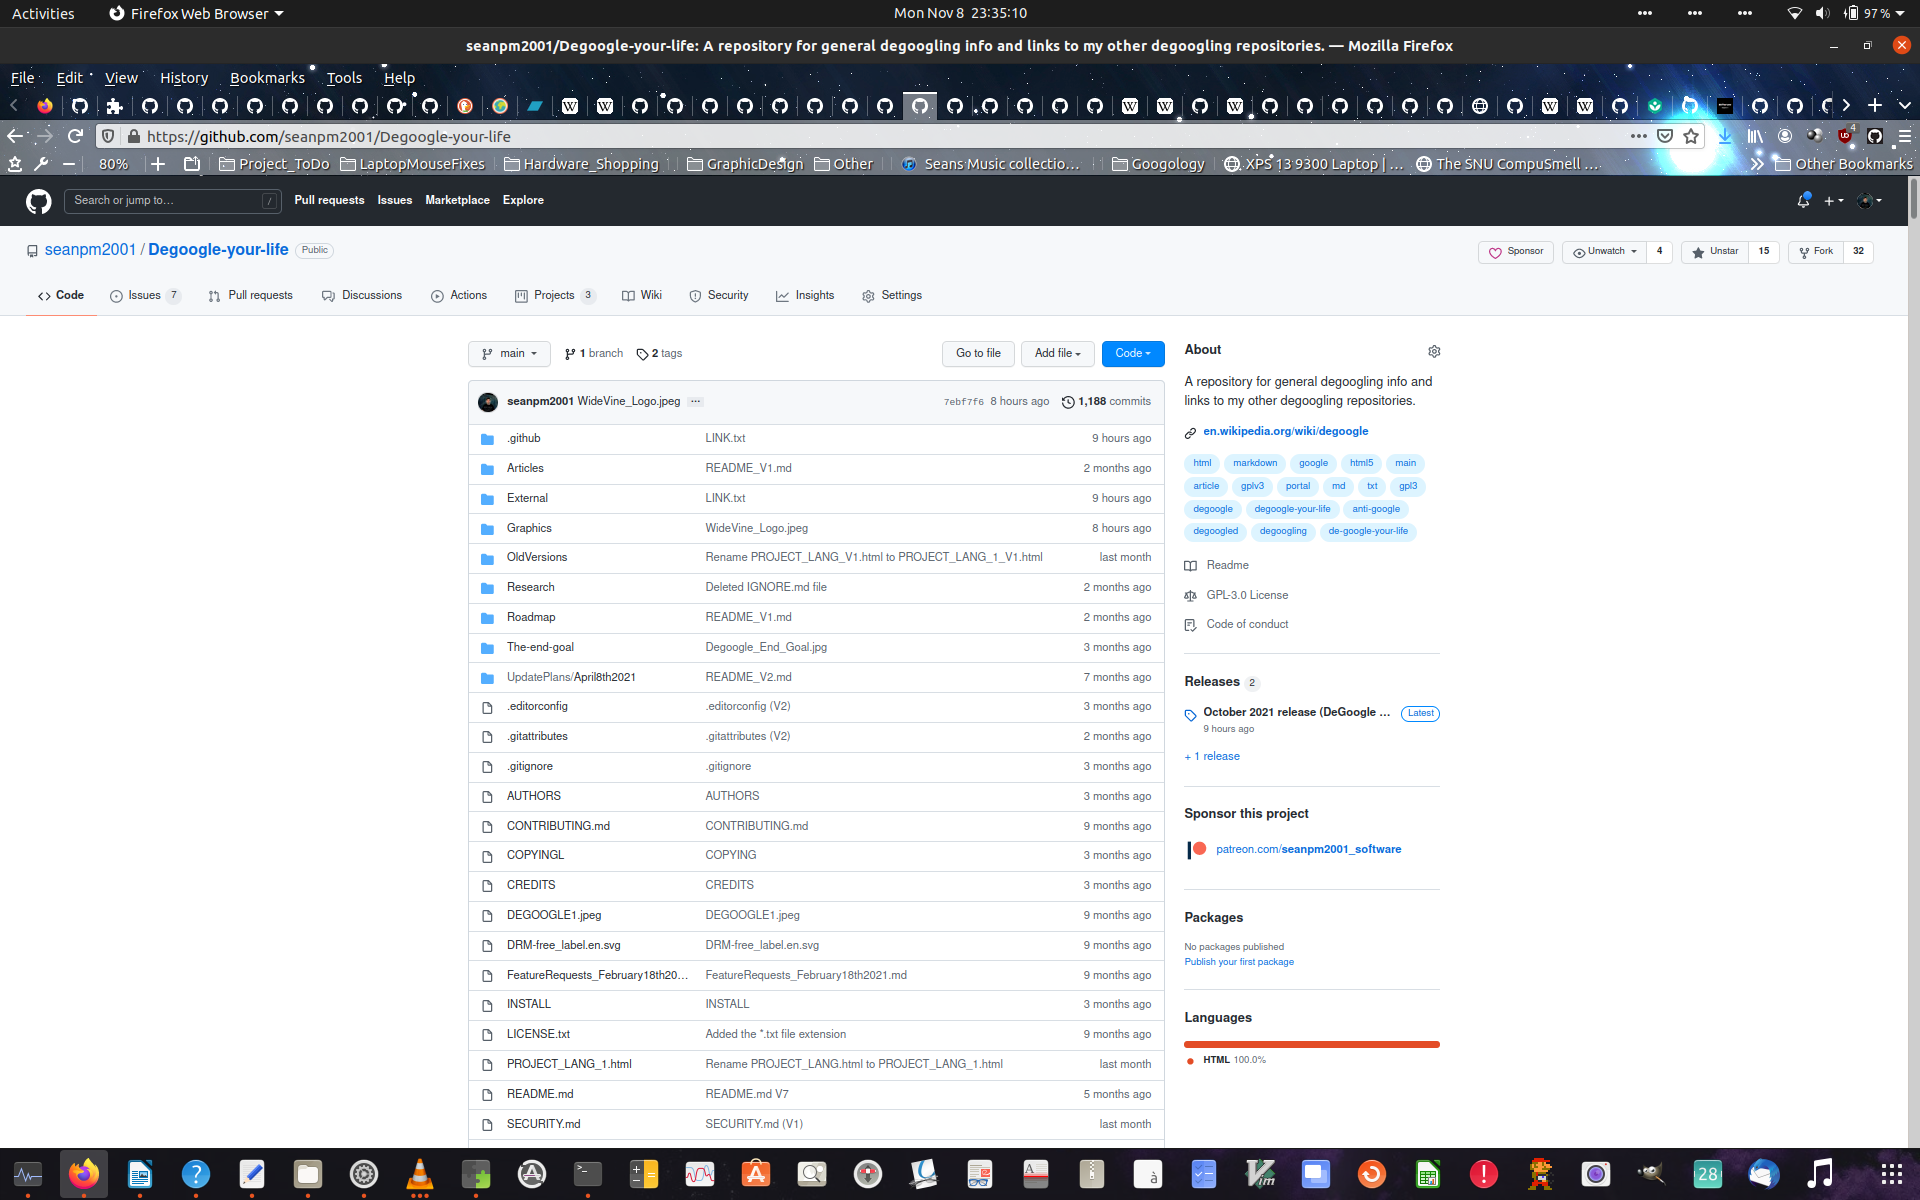 Activities Firefox Web Browser Mon Nov 8 23:35:10 97 %
seanpm2001/Degoogle-your-life: A repository for general degoogling info and links to my other degoogling repositories. — Mozilla Firefox
File Edit View History Bookmarks Tools Help
https://github.com/seanpm2001/Degoogle-your-life 4
80% Project_ToDo LaptopMouseFixes Hardware_Shopping GraphicDesign Other Seans Music collectio… Googology XPS 13 9300 Laptop | … The SNU CompuSmell … Other Bookmarks
Search or jump to… / Pull requests Issues Marketplace Explore
seanpm2001 / Degoogle-your-life Public Sponsor Unwatch 4 Unstar 15 Fork 32
Code Issues 7 Pull requests Discussions Actions Projects 3 Wiki Security Insights Settings
main 1 branch 2 tags Go to file Add file Code
seanpm2001 WideVine_Logo.jpeg ... 7ebf7f6 8 hours ago 1,188 commits
.github LINK.txt 9 hours ago
Articles README_V1.md 2 months ago
External LINK.txt 9 hours ago
Graphics WideVine_Logo.jpeg 8 hours ago
OldVersions Rename PROJECT_LANG_V1.html to PROJECT_LANG_1_V1.html last month
Research Deleted IGNORE.md file 2 months ago
Roadmap README_V1.md 2 months ago
The-end-goal Degoogle_End_Goal.jpg 3 months ago
UpdatePlans/April8th2021 README_V2.md 7 months ago
.editorconfig .editorconfig (V2) 3 months ago
.gitattributes .gitattributes (V2) 2 months ago
.gitignore .gitignore 3 months ago
AUTHORS AUTHORS 3 months ago
CONTRIBUTING.md CONTRIBUTING.md 9 months ago
COPYINGL COPYING 3 months ago
CREDITS CREDITS 3 months ago
DEGOOGLE1.jpeg DEGOOGLE1.jpeg 9 months ago
DRM-free_label.en.svg DRM-free_label.en.svg 9 months ago
FeatureRequests_February18th20… FeatureRequests_February18th2021.md 9 months ago
INSTALL INSTALL 3 months ago
LICENSE.txt Added the *.txt file extension 9 months ago
PROJECT_LANG_1.html Rename PROJECT_LANG.html to PROJECT_LANG_1.html last month
README.md README.md V7 5 months ago
SECURITY.md SECURITY.md (V1) last month
About
A repository for general degoogling info and
links to my other degoogling repositories.
en.wikipedia.org/wiki/degoogle
html markdown google html5 main
article gplv3 portal md txt gpl3
degoogle degoogle-your-life anti-google
degoogled degoogling de-google-your-life
Readme
GPL-3.0 License
Code of conduct
Releases 2
October 2021 release (DeGoogle ... Latest
9 hours ago
+ 1 release
Sponsor this project
patreon.com/seanpm2001_software
Packages
No packages published
Publish your first package
Languages
HTML 100.0%
28